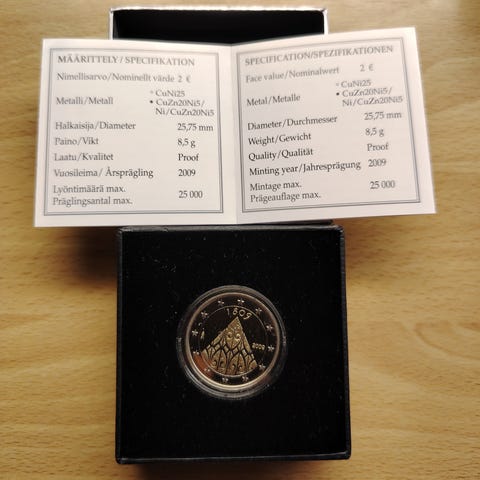 MÄÄRITTELY / SPECIFIKATION
Nimellisarvo/Nominellt värde 2 €
Metalli/Metall ° CuNi25
• CuZn20Ni5/
Ni/CuZn20Ni5
Halkaisija/Diameter 25,75 mm
Paino/Vikt 8,5 g
Laatu/Kvalitet Proof
Vuosileima/ Årsprägling 2009
Lyöntimäärä max.
Präglingsantal max. 25 000
SPECIFICATION/SPEZIFIKATIONEN
Face value/Nominalwert 2 €
Metal/Metalle ° CuNi25
• CuZn20Ni5/
Ni/CuZn20Ni5
Diameter/Durchmesser 25,75 mm
Weight/Gewicht 8,5 g
Quality/Qualität Proof
Minting year/Jahresprägung 2009
Mintage max.
Prägeauflage max. 25 000
1809
2009